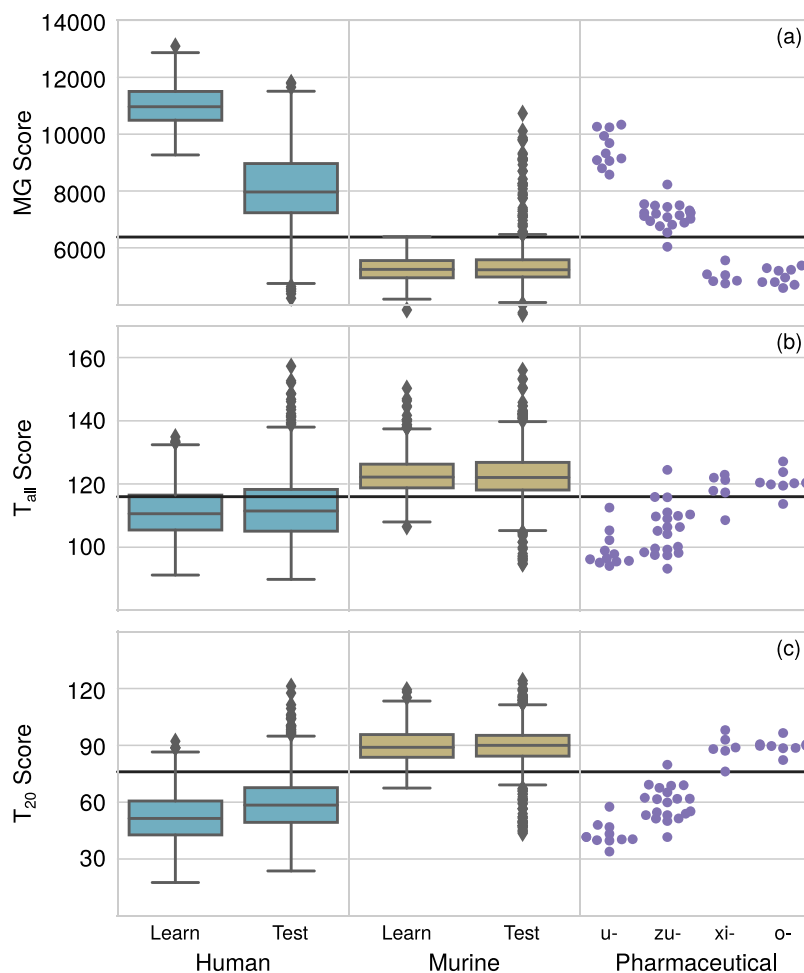 14000
(a)
12000
10000
8000
6000
MG Score
(b)
160
140
120
100
T_all Score
(c)
120
90
60
30
T_20 Score
Learn Test Learn Test u- zu- xi- o-
Human Murine Pharmaceutical